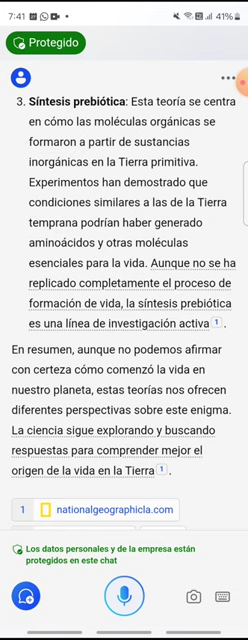 7:41
41%
Protegido
3. Síntesis prebiótica: Esta teoría se centra
en cómo las moléculas orgánicas se
formaron a partir de sustancias
inorgánicas en la Tierra primitiva.
Experimentos han demostrado que
condiciones similares a las de la Tierra
temprana podrían haber generado
aminoácidos y otras moléculas
esenciales para la vida. Aunque no se ha
replicado completamente el proceso de
formación de vida, la síntesis prebiótica
es una línea de investigación activa 1 .
En resumen, aunque no podemos afirmar
con certeza cómo comenzó la vida en
nuestro planeta, estas teorías nos ofrecen
diferentes perspectivas sobre este enigma.
La ciencia sigue explorando y buscando
respuestas para comprender mejor el
origen de la vida en la Tierra 1 .
1 nationalgeographicla.com
Los datos personales y de la empresa están
protegidos en este chat